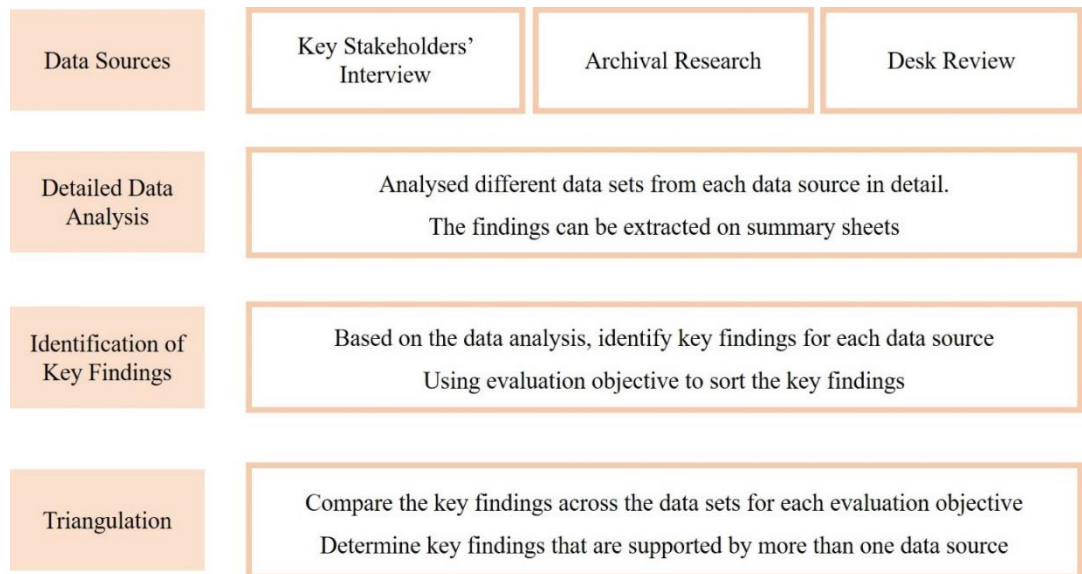 Data Sources
Key Stakeholders’
Interview
Archival Research
Desk Review
Detailed Data
Analysis
Analysed different data sets from each data source in detail.
The findings can be extracted on summary sheets
Identification of
Key Findings
Based on the data analysis, identify key findings for each data source
Using evaluation objective to sort the key findings
Triangulation
Compare the key findings across the data sets for each evaluation objective
Determine key findings that are supported by more than one data source